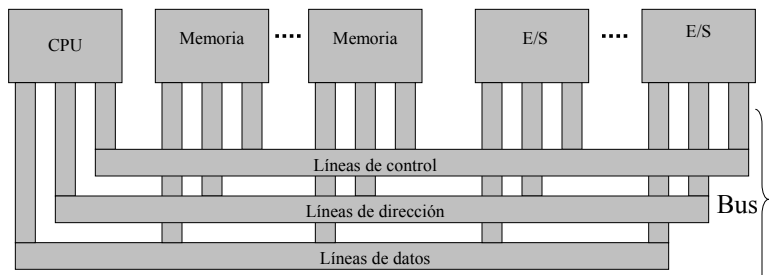 CPU
Memoria
....
Memoria
E/S
....
E/S
Líneas de control
Líneas de dirección
Bus
Líneas de datos